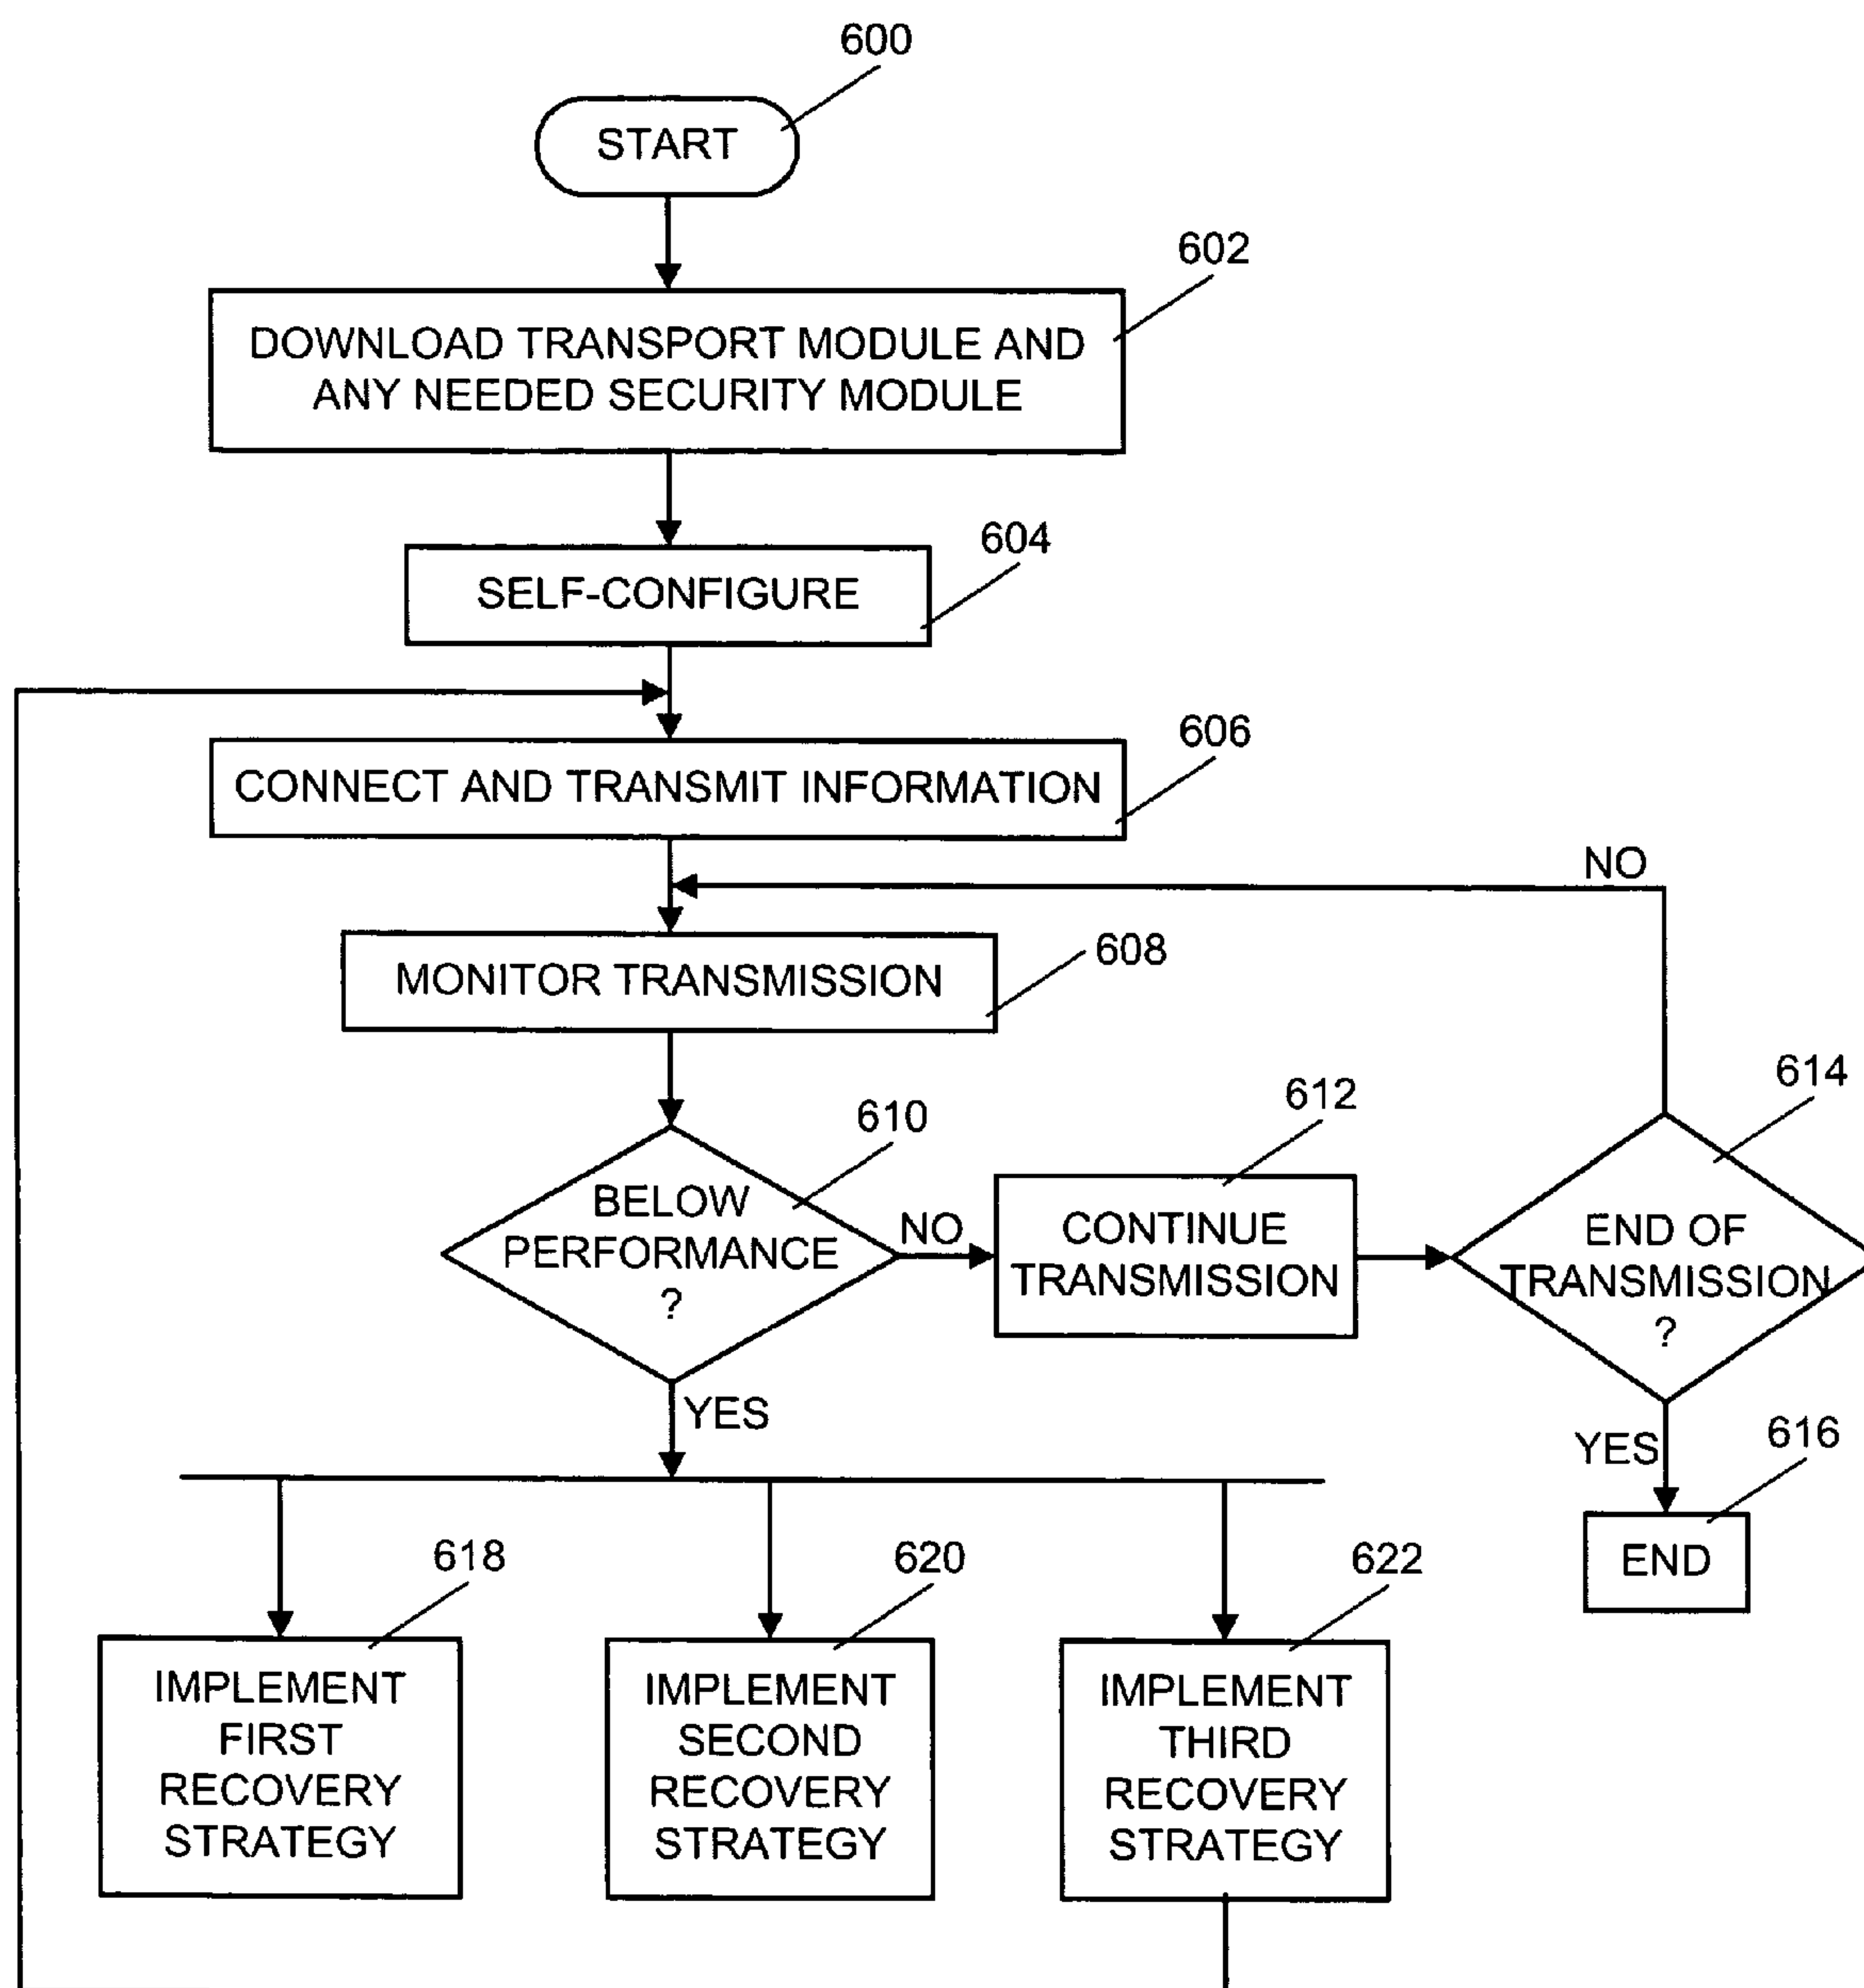 600
START
602
DOWNLOAD TRANSPORT MODULE AND
ANY NEEDED SECURITY MODULE
604
SELF-CONFIGURE
606
CONNECT AND TRANSMIT INFORMATION
NO
608
MONITOR TRANSMISSION
610
BELOW
PERFORMANCE
?
NO
612
CONTINUE
TRANSMISSION
614
END OF
TRANSMISSION
?
YES
YES
616
END
618
IMPLEMENT
FIRST
RECOVERY
STRATEGY
620
IMPLEMENT
SECOND
RECOVERY
STRATEGY
622
IMPLEMENT
THIRD
RECOVERY
STRATEGY